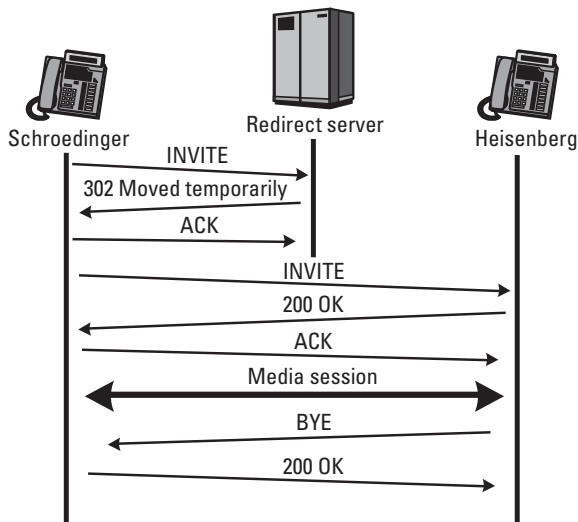 Schroedinger
Redirect server
Heisenberg
INVITE
302 Moved temporarily
ACK
INVITE
200 OK
ACK
Media session
BYE
200 OK